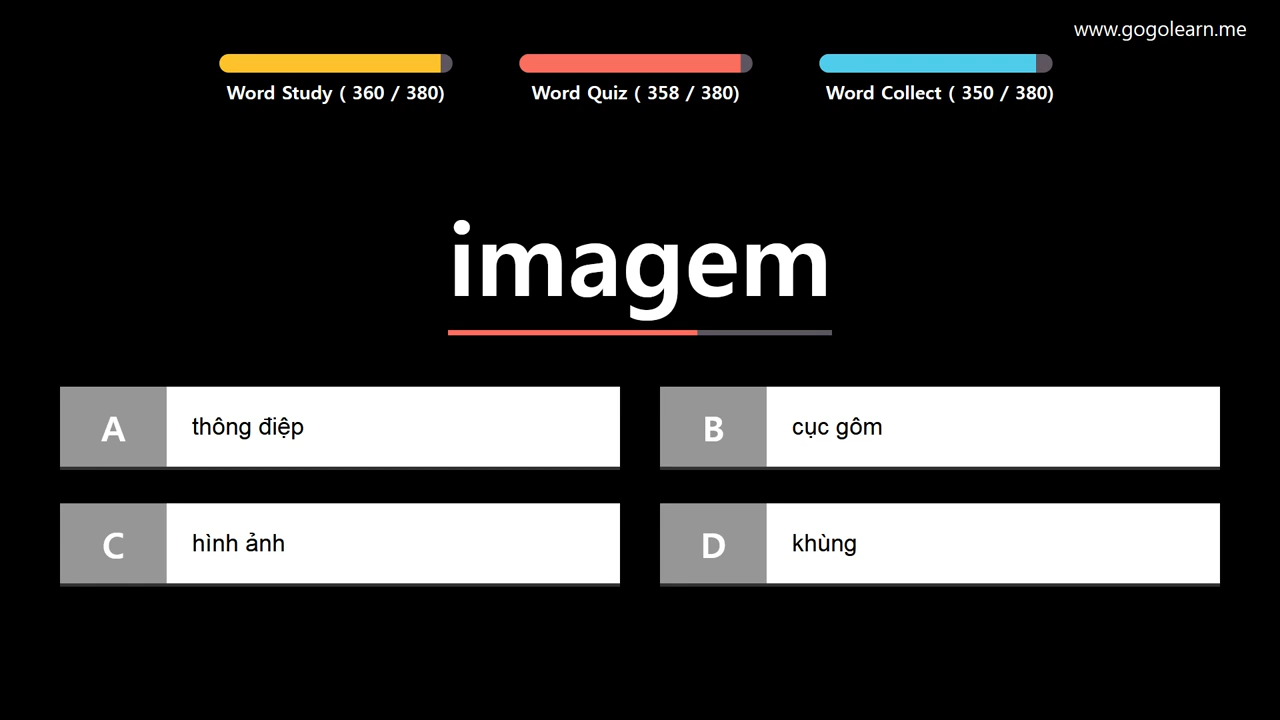 www.gogolearn.me
Word Study ( 360 / 380)
Word Quiz ( 358 / 380)
Word Collect ( 350 / 380)
imagem
A thông điệp
B cục gôm
C hình ảnh
D khùng